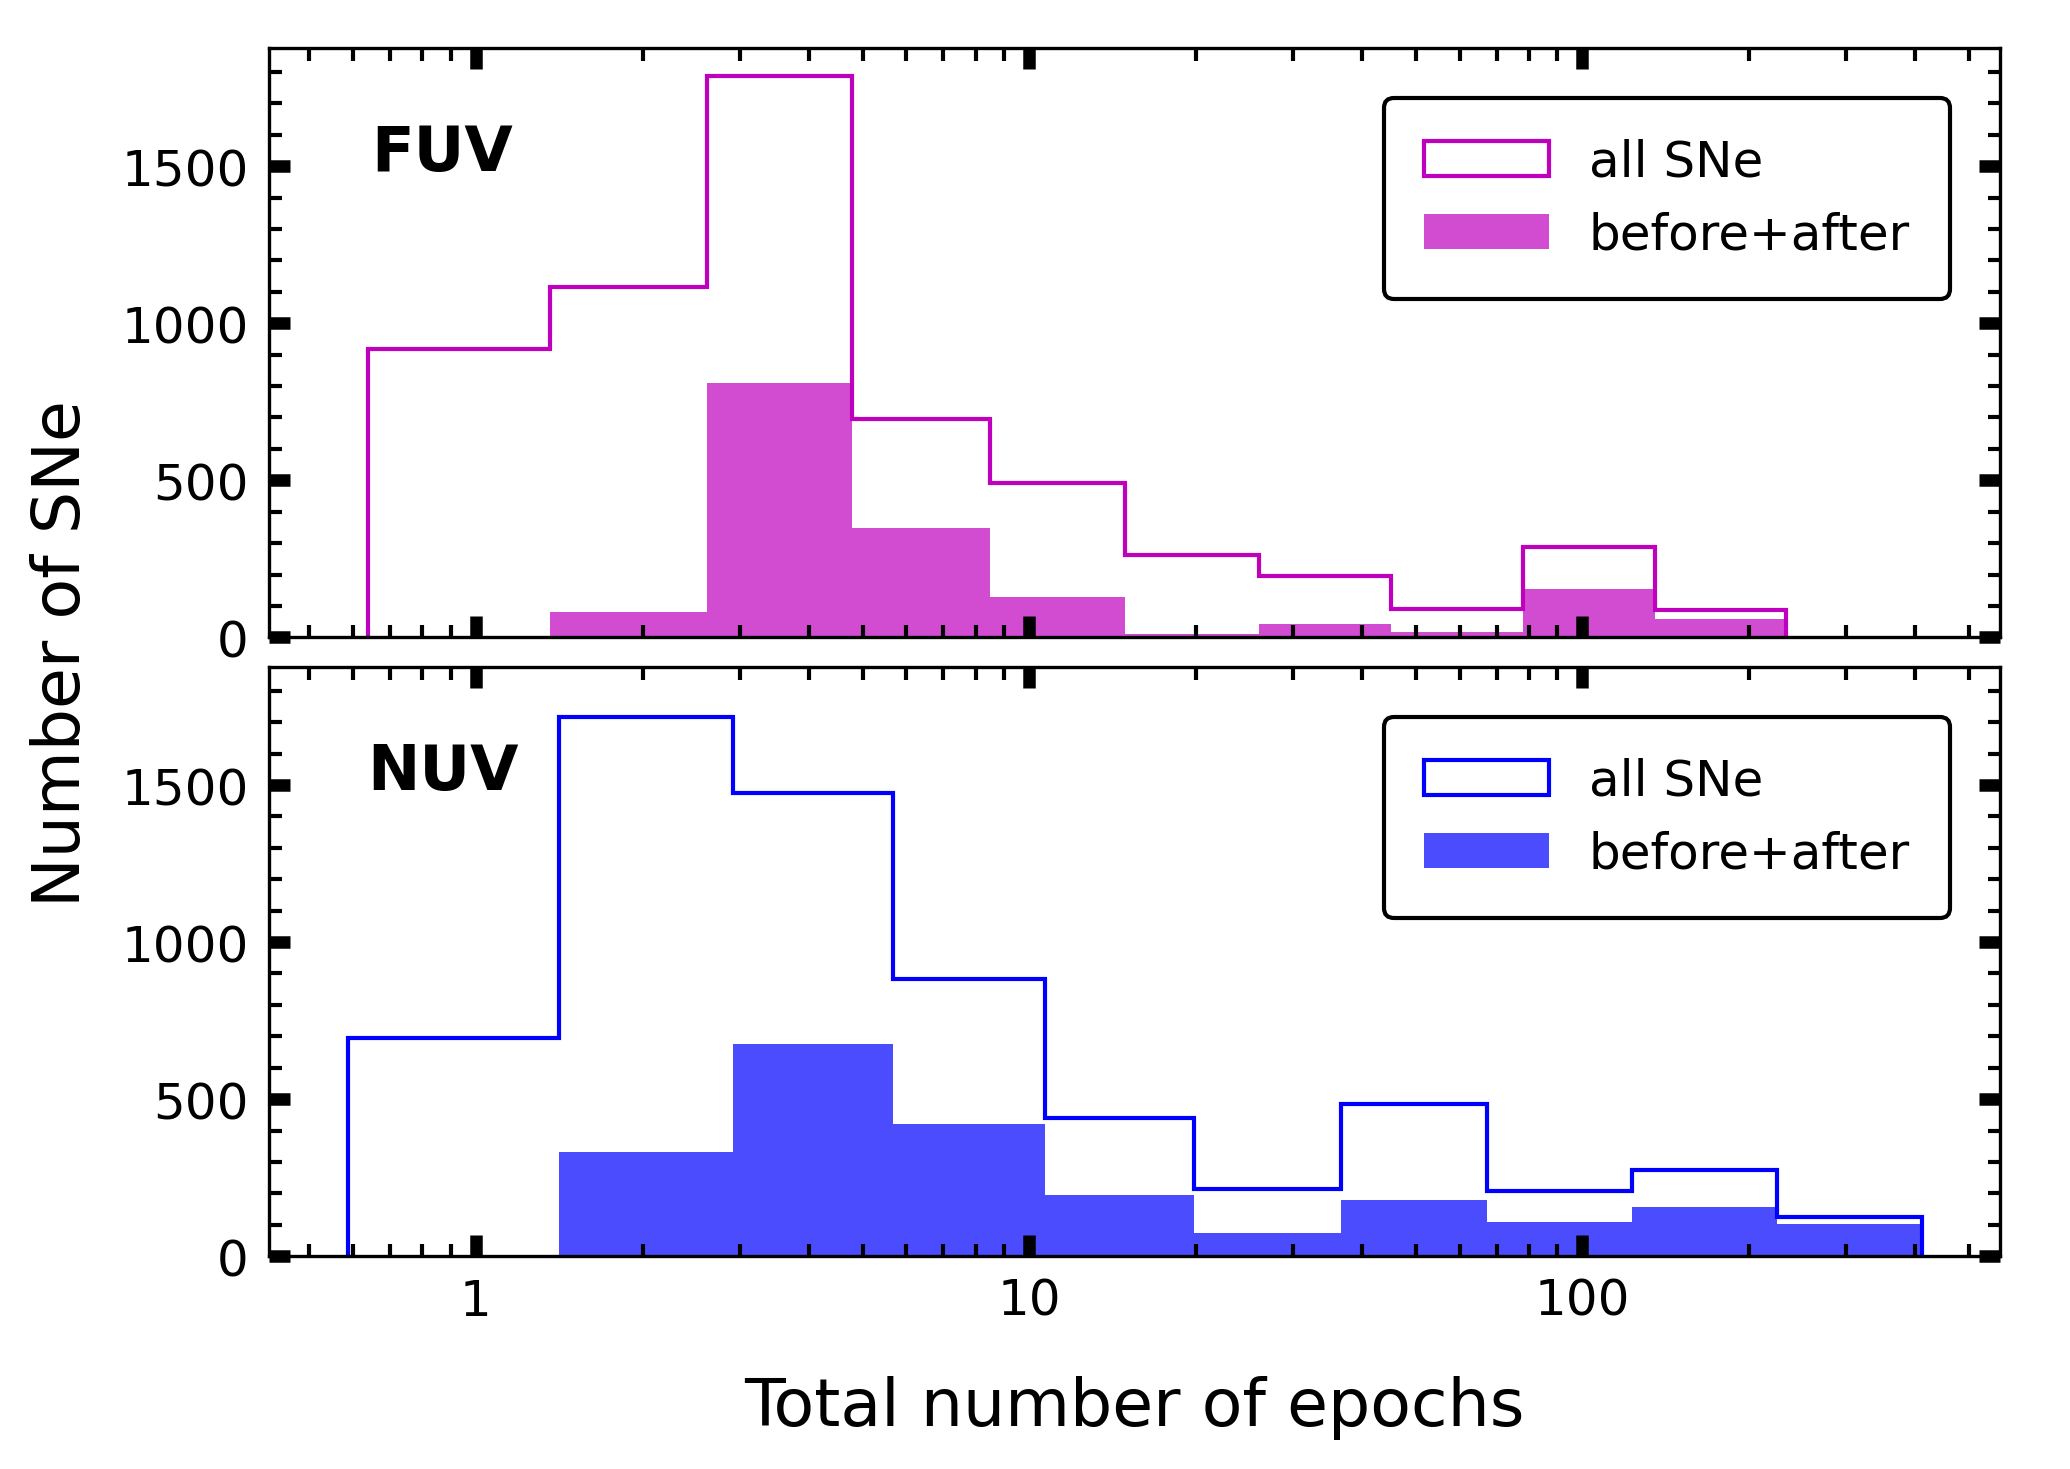 Number of SNe
FUV
all SNe
before+after
1500
1000
500
0
NUV
all SNe
before+after
1500
1000
500
0
1 10 100
Total number of epochs